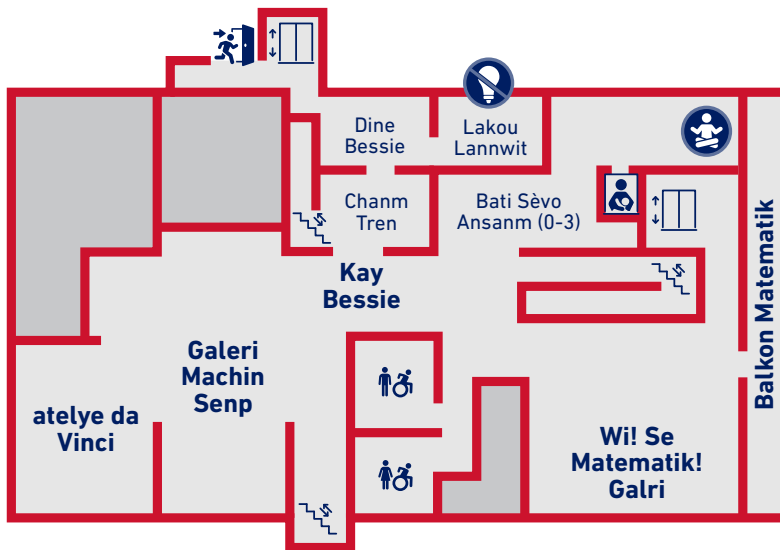 Dine
Bessie
Lakou
Lannwit
Chanm
Tren
Bati Sèvo
Ansanm (0-3)
Kay
Bessie
Balkon Matematik
Galeri
Machin
Senp
atelye da
Vinci
Wi! Se
Matematik!
Galri